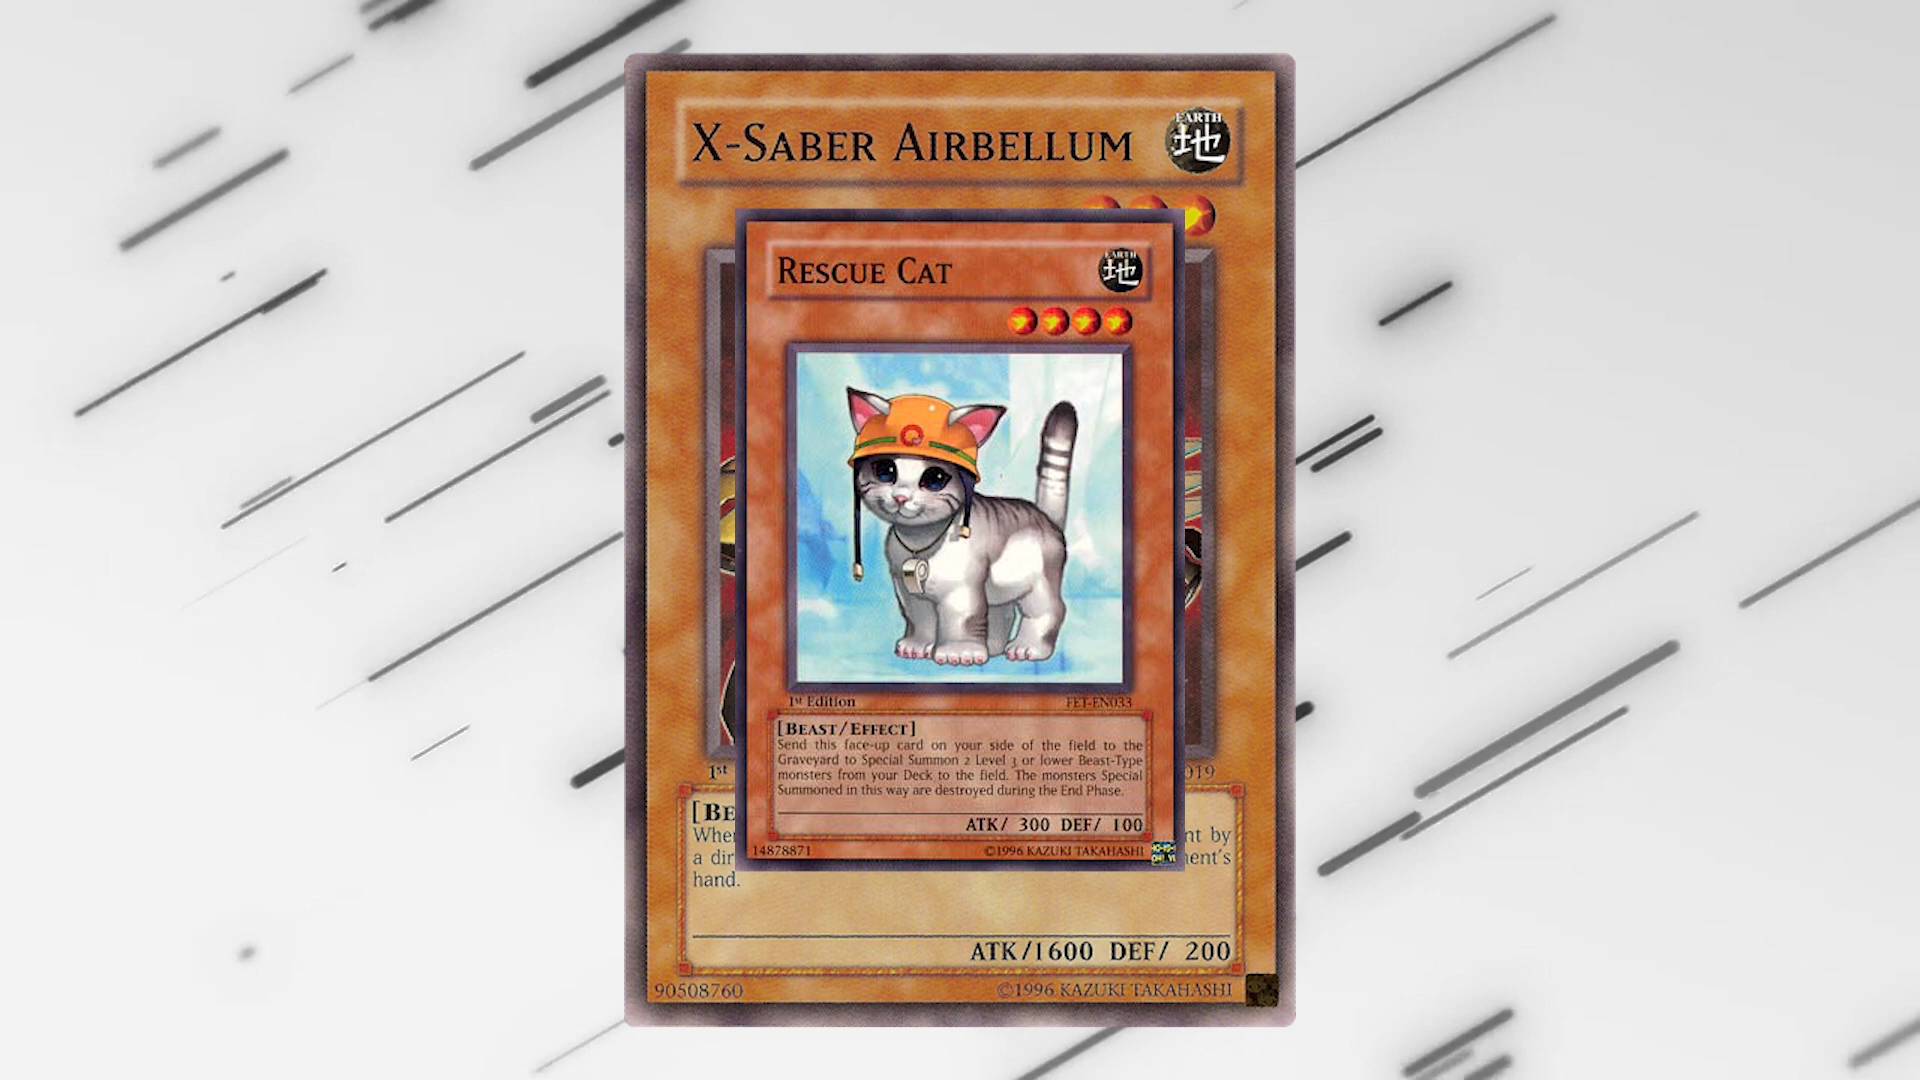 X-Saber Airbellum
EARTH
地
Rescue Cat
EARTH
地
1st Edition
FET-EN033
[Beast/Effect]
Send this face-up card on your side of the field to the
Graveyard to Special Summon 2 Level 3 or lower Beast-Type
monsters from your Deck to the field. The monsters Special
Summoned in this way are destroyed during the End Phase.
ATK/ 300 DEF/ 100
14878871
©1996 KAZUKI TAKAHASHI
1st
019
[Be
When
nt by
a dir
nent's
hand.
ATK/1600 DEF/ 200
90508760
©1996 KAZUKI TAKAHASHI